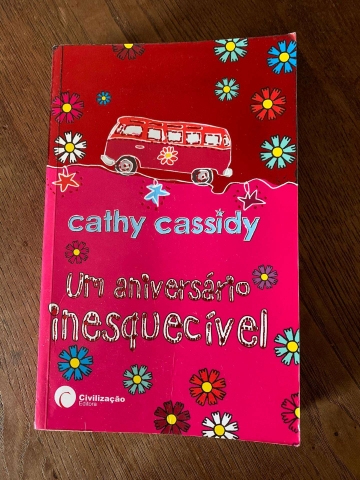 cathy cassidy
Um aniversário
inesquecível
Civilização
Editora